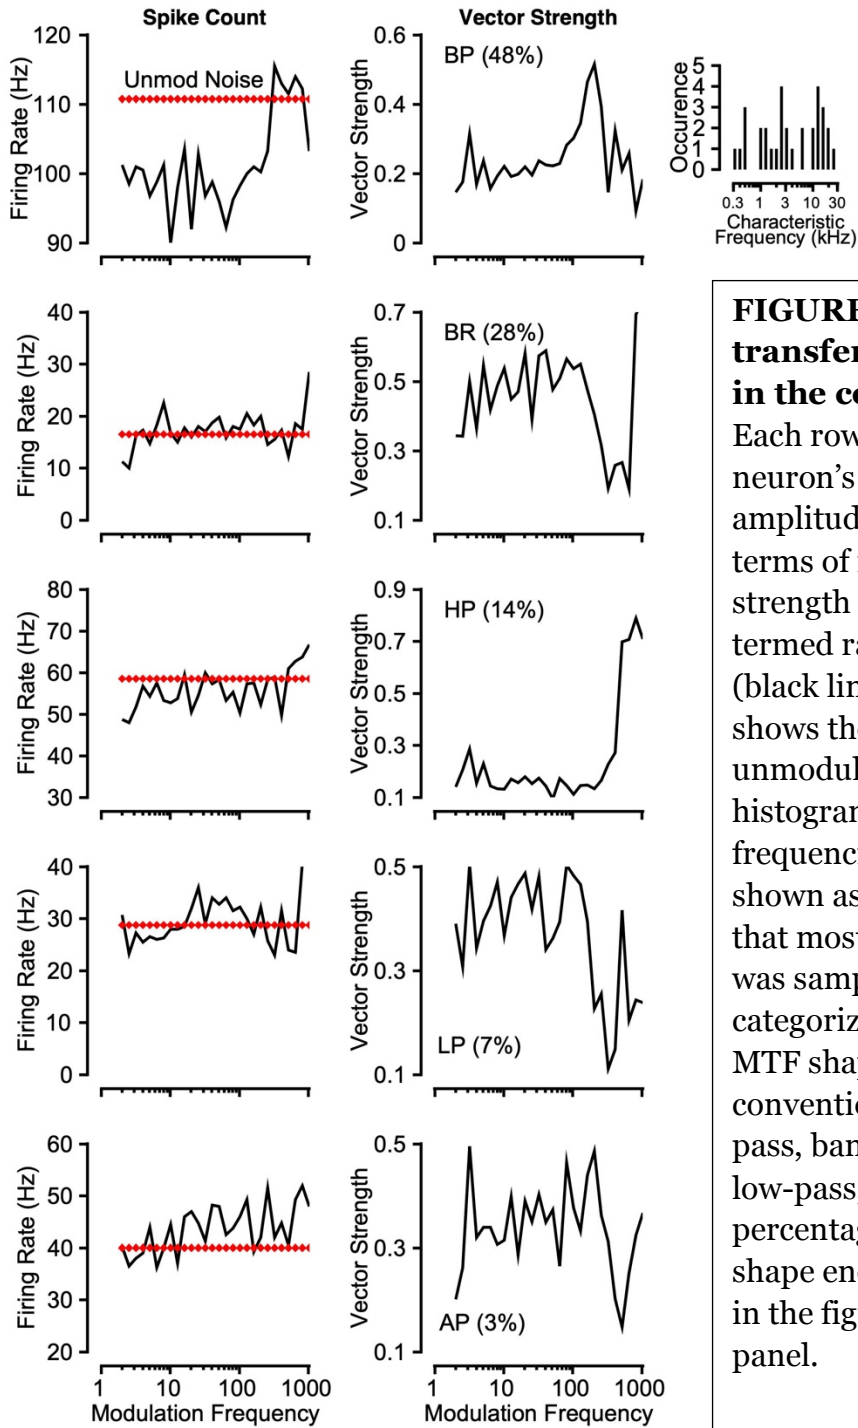 Spike Count
Vector Strength
Firing Rate (Hz)
120
110
100
90
Unmod Noise
Vector Strength
0.6
0.4
0.2
0
BP (48%)
Occurence
5
4
3
2
1
0
0.3 1 3 10 30
Characteristic
Frequency (kHz)
Firing Rate (Hz)
40
30
20
10
0
Vector Strength
0.7
0.5
0.3
0.1
BR (28%)
Firing Rate (Hz)
80
70
60
50
40
30
Vector Strength
0.9
0.7
0.5
0.3
0.1
HP (14%)
Firing Rate (Hz)
40
30
20
10
0
Vector Strength
0.5
0.3
0.1
LP (7%)
Firing Rate (Hz)
60
50
40
30
20
1 10 100 1000
Modulation Frequency
Vector Strength
0.5
0.3
0.1
AP (3%)
1 10 100 1000
Modulation Frequency
FIGURE
transfer
in the co
Each row
neuron's
amplitud
terms of
strength
termed ra
(black lin
shows the
unmodul
histogran
frequenci
shown as
that most
was samp
categoriz
MTF shap
conventio
pass, ban
low-pass,
percentag
shape enc
in the fig
panel.